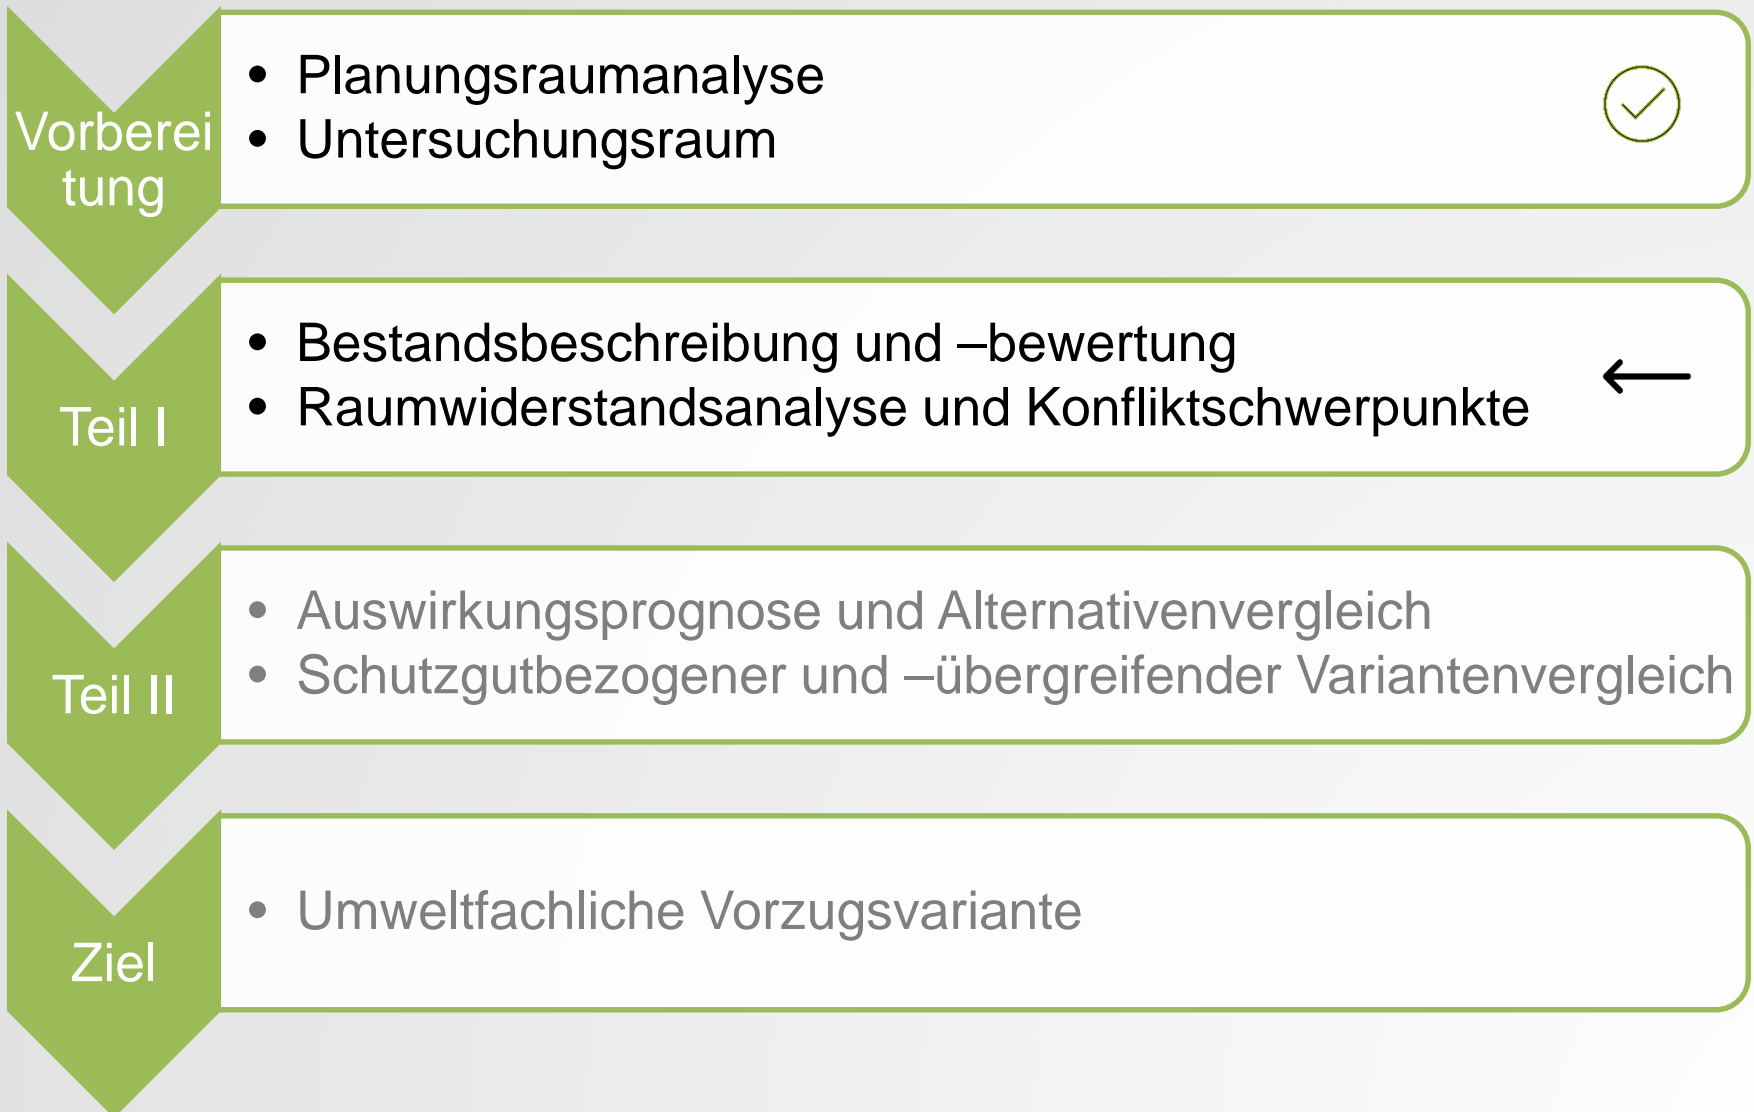 Vorberei
tung
• Planungsraumanalyse
• Untersuchungsraum
Teil I
• Bestandsbeschreibung und –bewertung
• Raumwiderstandsanalyse und Konfliktschwerpunkte
Teil II
• Auswirkungsprognose und Alternativenvergleich
• Schutzgutbezogener und –übergreifender Variantenvergleich
Ziel
• Umweltfachliche Vorzugsvariante